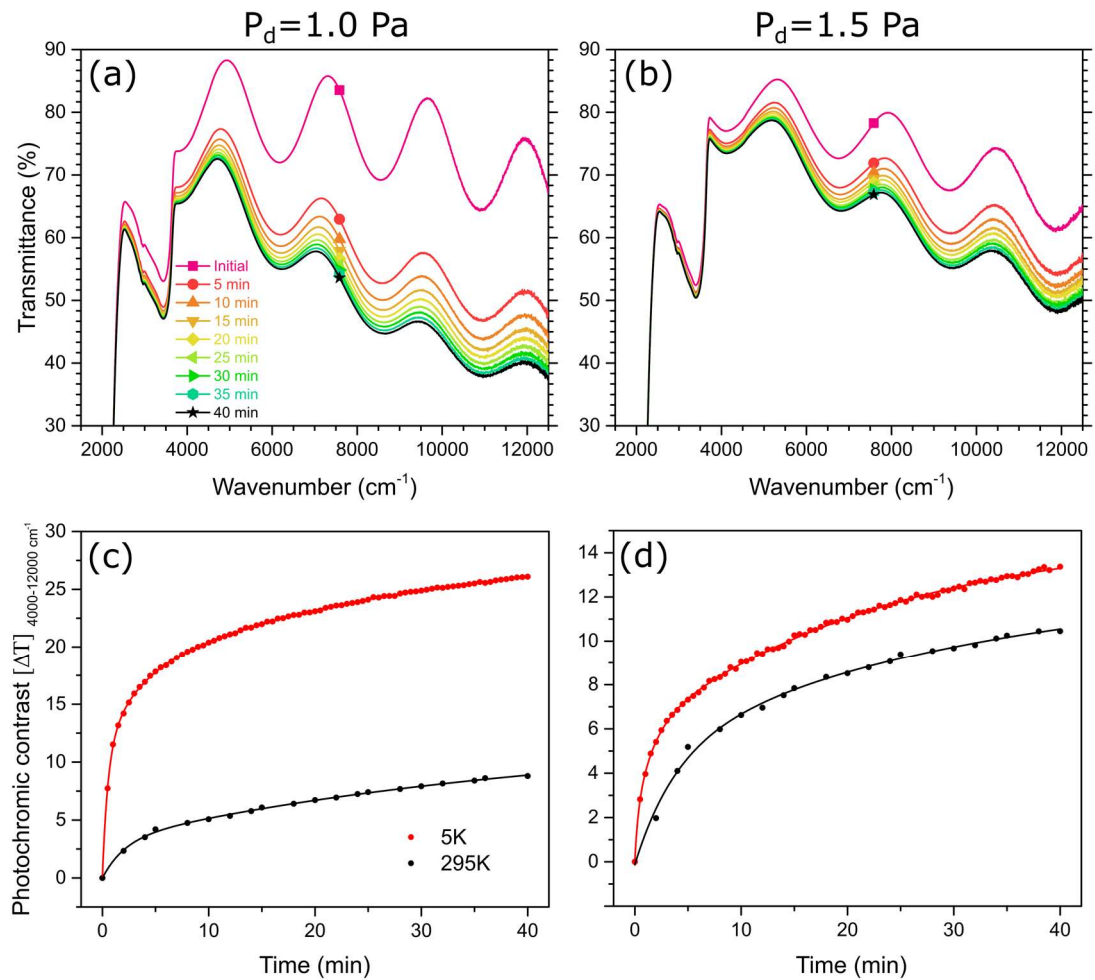 P_d=1.0 Pa
P_d=1.5 Pa
(a)
(b)
90
80
70
60
50
40
30
Transmittance (%)
Initial
5 min
10 min
15 min
20 min
25 min
30 min
35 min
40 min
2000 4000 6000 8000 10000 12000
Wavenumber (cm⁻¹)
90
80
70
60
50
40
30
2000 4000 6000 8000 10000 12000
Wavenumber (cm⁻¹)
(c)
(d)
30
25
20
15
10
5
0
Photochromic contrast [ΔT] 4000-12000 cm⁻¹
5K
295K
0 10 20 30 40
Time (min)
14
12
10
8
6
4
2
0
0 10 20 30 40
Time (min)